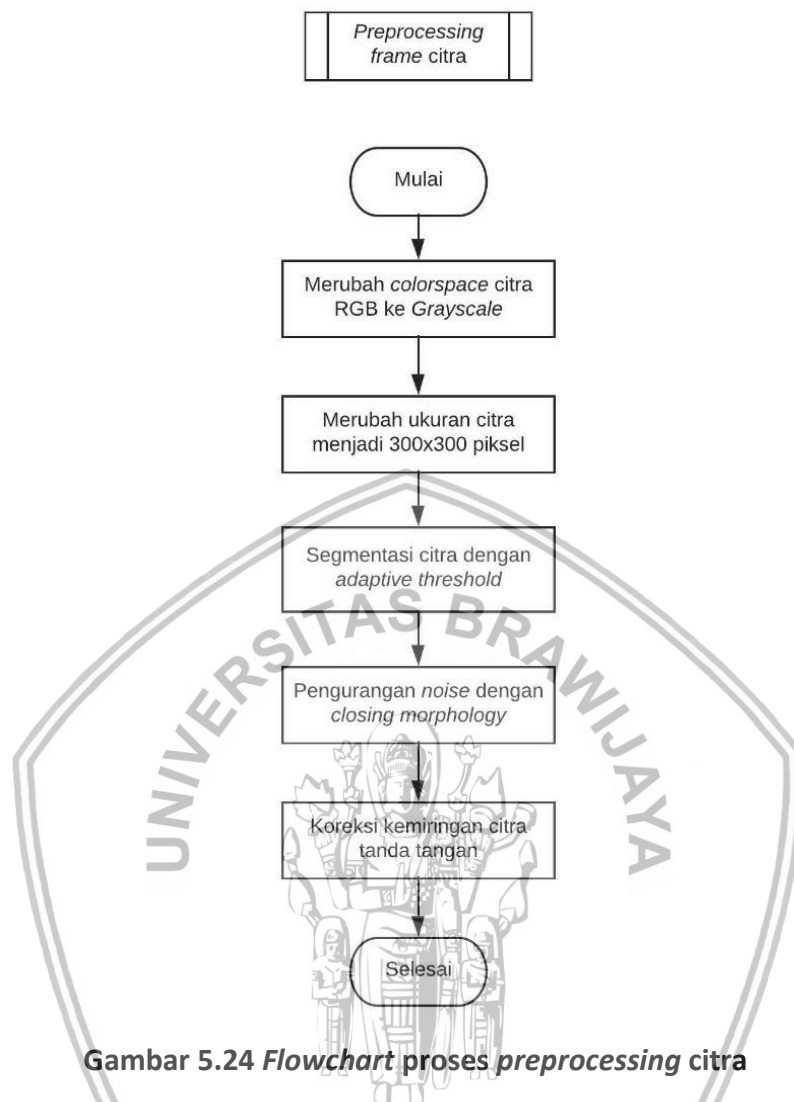 Preprocessing
frame citra
Mulai
Merubah colorspace citra
RGB ke Grayscale
Merubah ukuran citra
menjadi 300x300 piksel
Segmentasi citra dengan
adaptive threshold
UNIVERSITAS BRAWIJAYA
Pengurangan noise dengan
closing morphology
Koreksi kemiringan citra
tanda tangan
Selesai
Gambar 5.24 Flowchart proses preprocessing citra